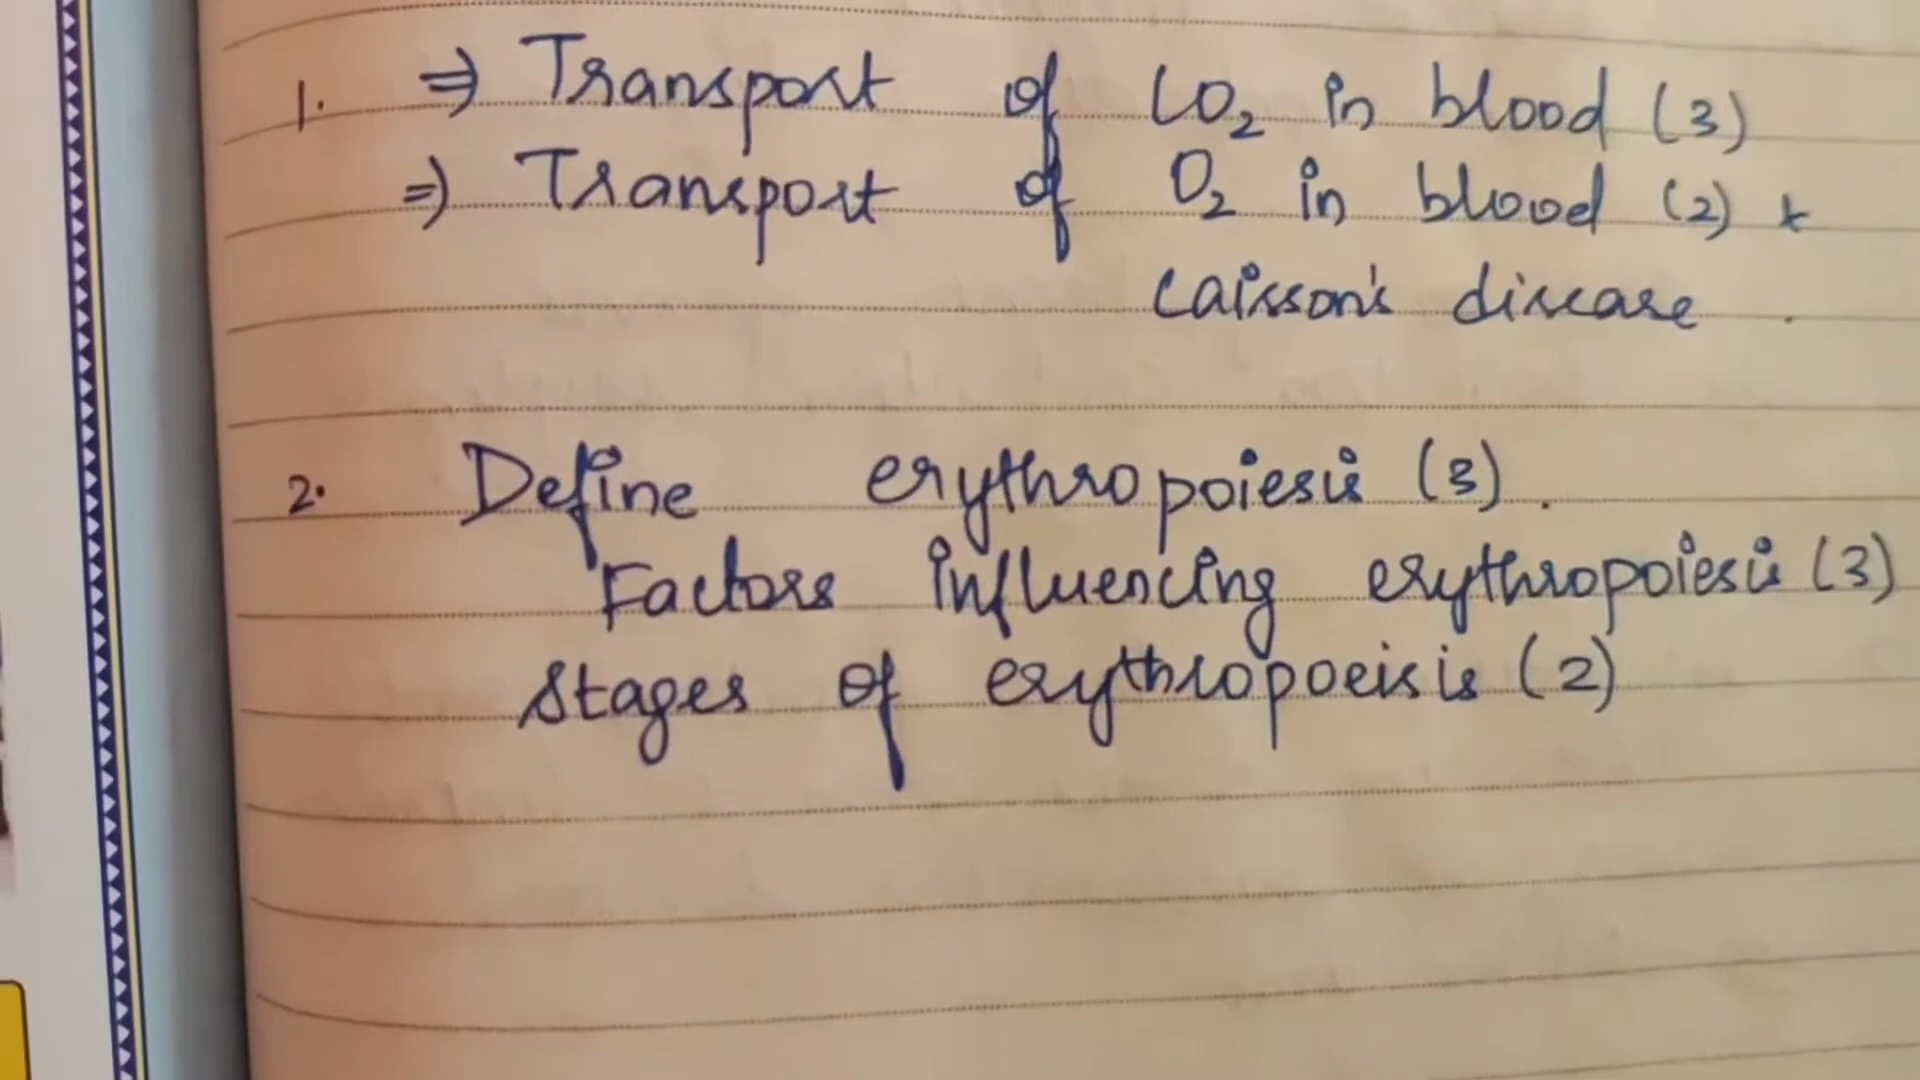 1. ⇒ Transport of CO₂ in blood (3)
⇒ Transport of O₂ in blood (2) +
Caisson's disease.
2. Define erythropoiesis (3).
Factors influencing erythropoiesis (3)
Stages of erythropoeisis (2)